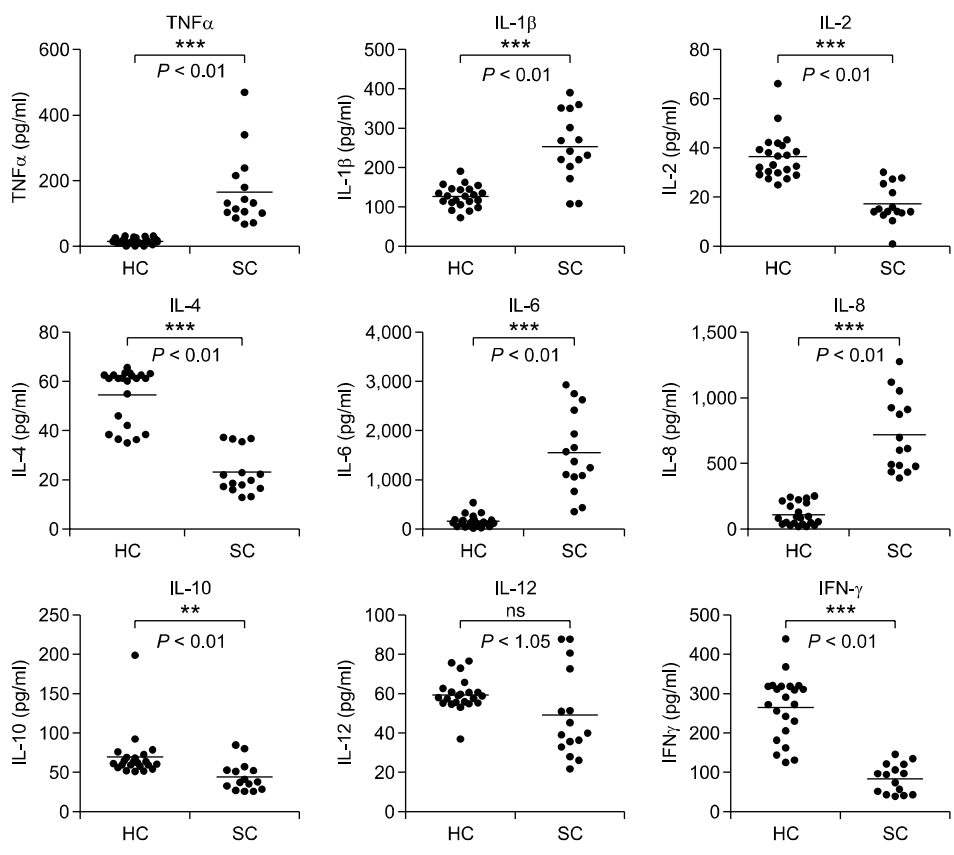 TNFα
***
P < 0.01
TNFα (pg/ml)
600
400
200
0
HC SC
IL-1β
***
P < 0.01
IL-1β (pg/ml)
500
400
300
200
100
0
HC SC
IL-2
***
P < 0.01
IL-2 (pg/ml)
80
60
40
20
0
HC SC
IL-4
***
P < 0.01
IL-4 (pg/ml)
80
60
40
20
0
HC SC
IL-6
***
P < 0.01
IL-6 (pg/ml)
4,000
3,000
2,000
1,000
0
HC SC
IL-8
***
P < 0.01
IL-8 (pg/ml)
1,500
1,000
500
0
HC SC
IL-10
**
P < 0.01
IL-10 (pg/ml)
250
200
150
100
50
0
HC SC
IL-12
ns
P < 1.05
IL-12 (pg/ml)
100
80
60
40
20
0
HC SC
IFN-γ
***
P < 0.01
IFNγ (pg/ml)
500
400
300
200
100
0
HC SC